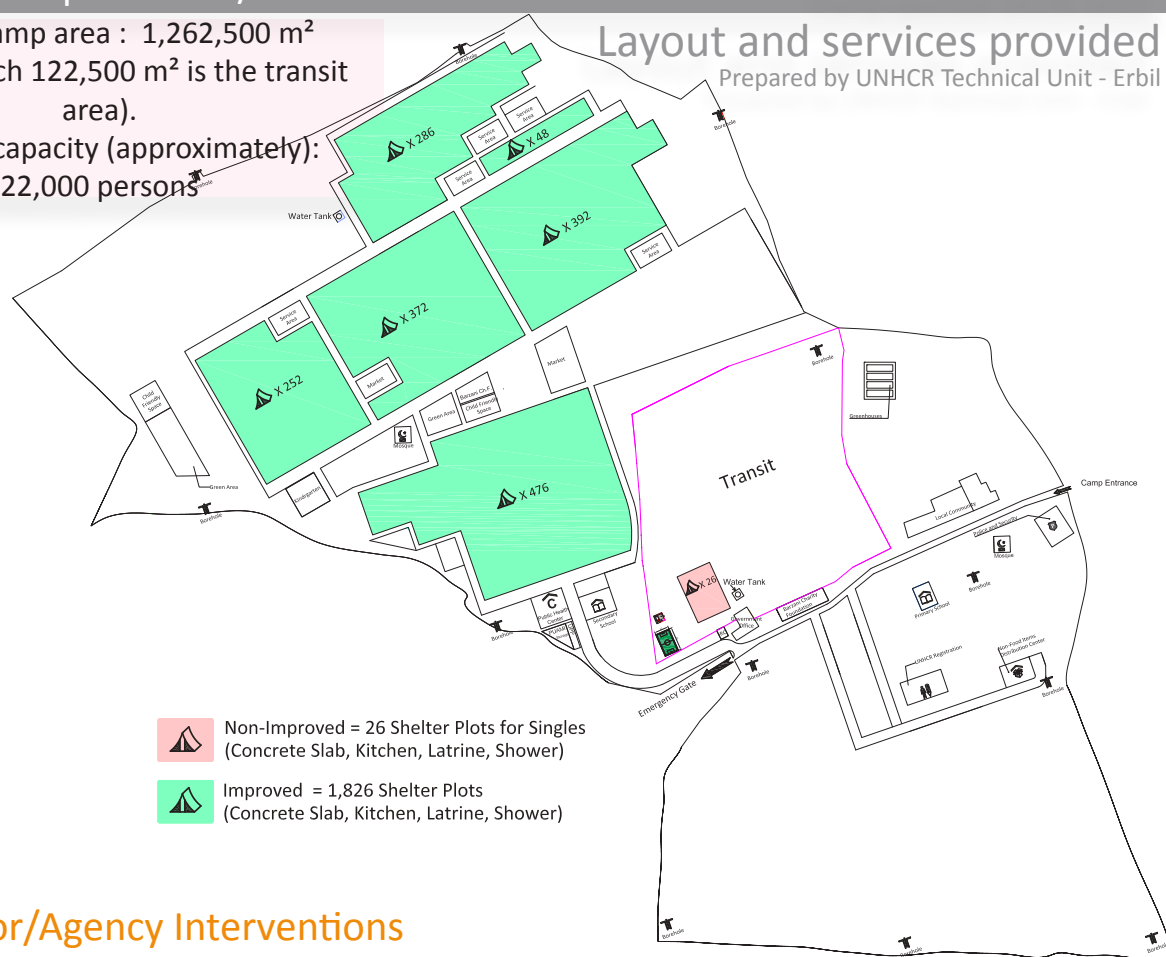 amp area : 1,262,500 m²
ch 122,500 m² is the transit
area).
capacity (approximately):
22,000 persons
Layout and services provided
Prepared by UNHCR Technical Unit - Erbil
Borehole
Borehole
Borehole
X 286
Service
Area
Service
Area
X 48
Service
Area
Water Tank
X 392
Service
Area
Service
Area
X 372
X 252
Market
Market
Child
Friendly
Space
Green Area
Barzani Ch.F
Child Friendly
Space
Green Area
Mosque
Kindergarten
Borehole
X 476
Borehole
Greenhouses
Transit
Camp Entrance
Local Community
Police and Security
Mosque
Borehole
Primary School
X 26
Water Tank
Government
Office
Barzani Charity
Foundation
Public Health
Center
Secondary
School
Borehole
UNHCR Registration
Non-Food Items
Distribution Center
Borehole
Borehole
Emergency Gate
Non-Improved = 26 Shelter Plots for Singles
(Concrete Slab, Kitchen, Latrine, Shower)
Improved = 1,826 Shelter Plots
(Concrete Slab, Kitchen, Latrine, Shower)
Borehole
Borehole
Borehole
or/Agency Interventions